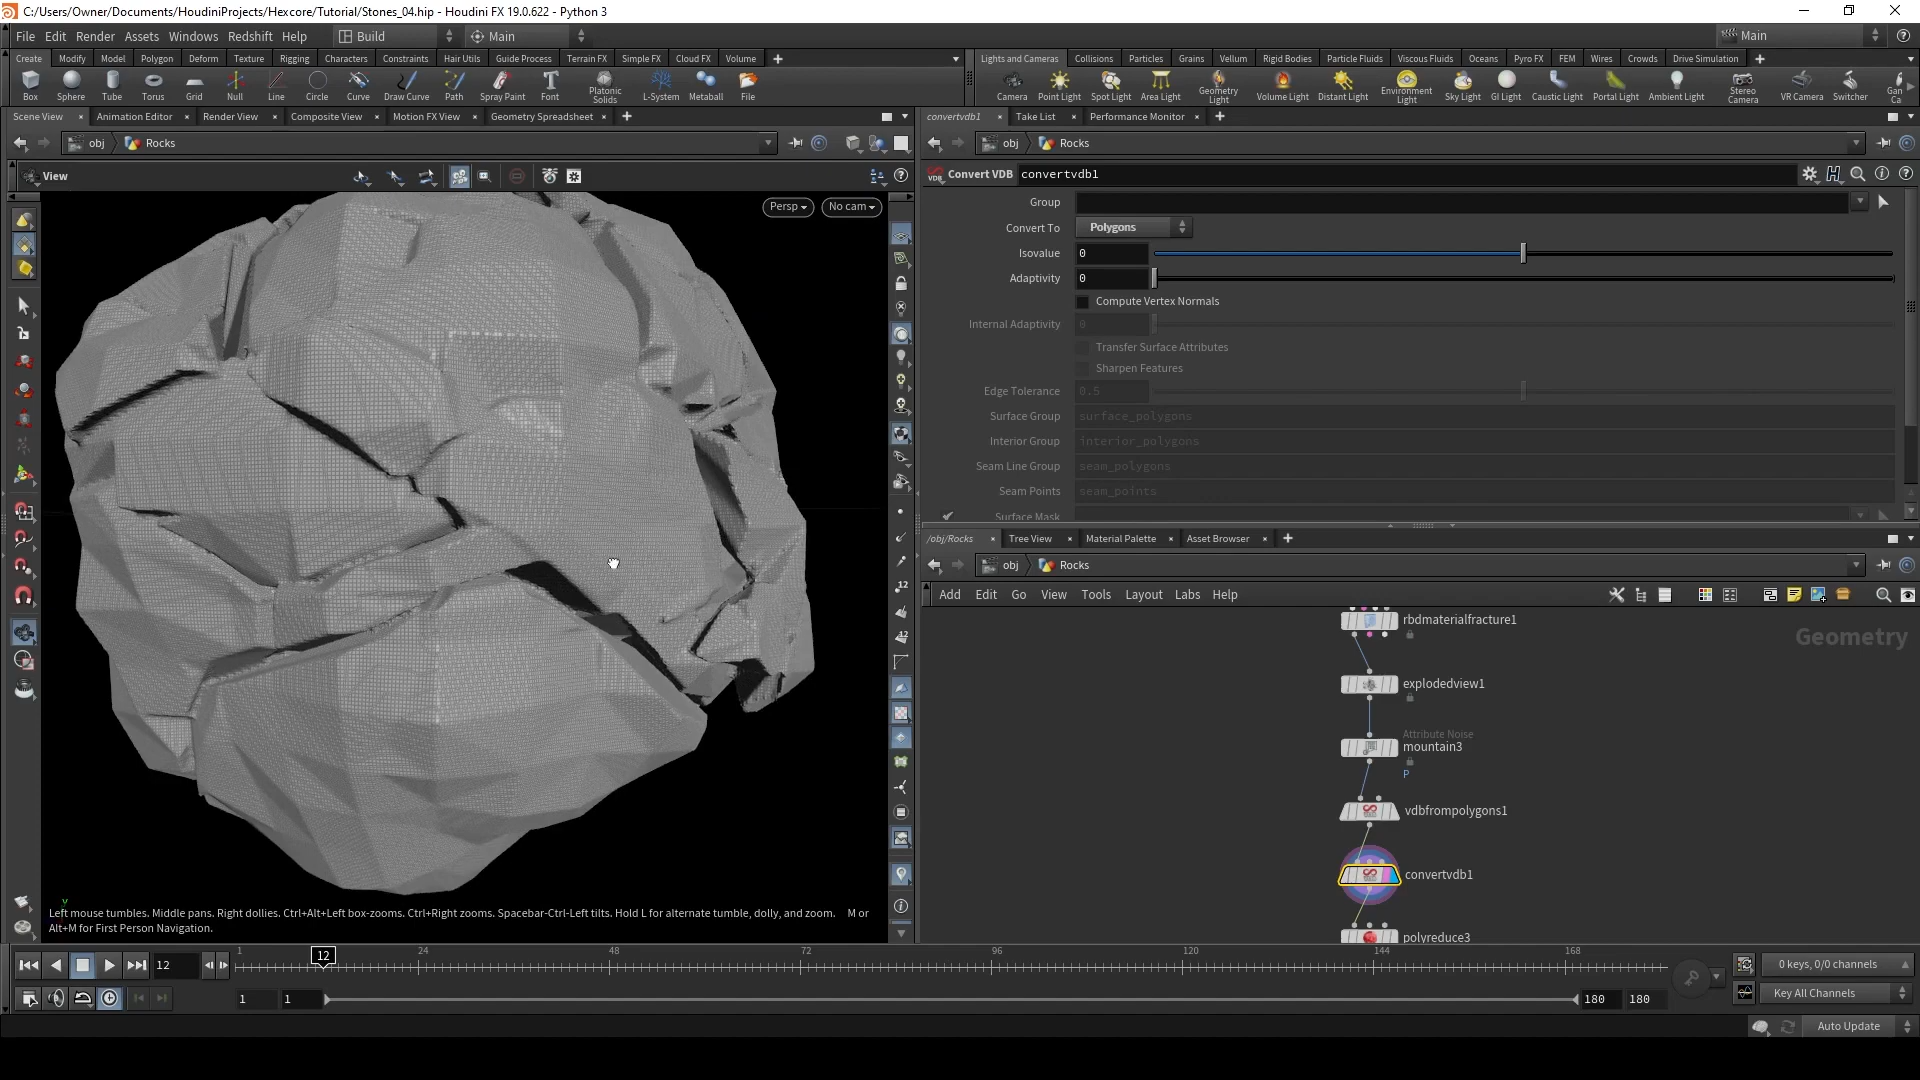 C:/Users/Owner/Documents/HoudiniProjects/Hexcore/Tutorial/Stones_04.hip - Houdini FX 19.0.622 - Python 3
File Edit Render Assets Windows Redshift Help Build Main Main
Create Modify Model Polygon Deform Texture Rigging Characters Constraints Hair Utils Guide Process Terrain FX Simple FX Cloud FX Volume
Lights and Cameras Collisions Particles Grains Vellum Rigid Bodies Particle Fluids Viscous Fluids Oceans Pyro FX FEM Wires Crowds Drive Simulation
Box Sphere Tube Torus Grid Null Line Circle Curve Draw Curve Path Spray Paint Font Platonic Solids L-System Metaball File
Camera Point Light Spot Light Area Light Geometry Light Volume Light Distant Light Environment Light Sky Light GI Light Caustic Light Portal Light Ambient Light Stereo Camera VR Camera Switcher Gan Ca
Scene View Animation Editor Render View Composite View Motion FX View Geometry Spreadsheet
convertvdb1 Take List Performance Monitor
obj Rocks
obj Rocks
View
Convert VDB convertvdb1
Persp No cam
Group
Convert To Polygons
Isovalue 0
Adaptivity 0
Compute Vertex Normals
Internal Adaptivity 0
Transfer Surface Attributes
Sharpen Features
Edge Tolerance 0.5
Surface Group surface_polygons
Interior Group interior_polygons
Seam Line Group seam_polygons
Seam Points seam_points
Surface Mask
/obj/Rocks Tree View Material Palette Asset Browser
obj Rocks
Add Edit Go View Tools Layout Labs Help
Geometry
rbdmaterialfracture1
explodedview1
Attribute Noise
mountain3
P
vdbfrompolygons1
convertvdb1
polyreduce3
12
12
y
Left mouse tumbles. Middle pans. Right dollies. Ctrl+Alt+Left box-zooms. Ctrl+Right zooms. Spacebar-Ctrl-Left tilts. Hold L for alternate tumble, dolly, and zoom. M or
Alt+M for First Person Navigation.
1 24 48 72 96 120 144 168
12 12
0 keys, 0/0 channels
1 1 180 180
Key All Channels
Auto Update